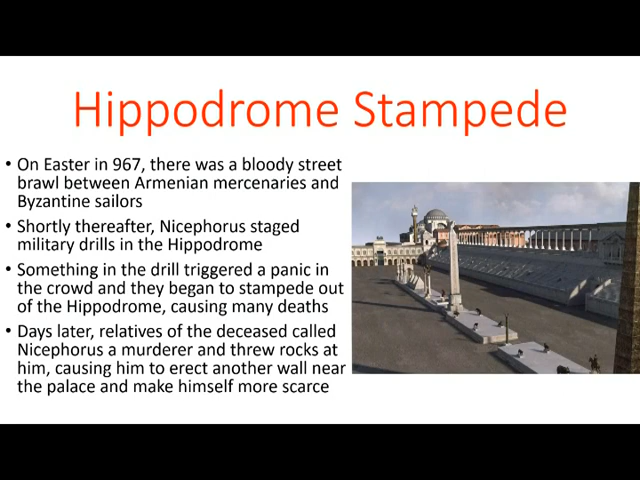 Hippodrome Stampede
• On Easter in 967, there was a bloody street
brawl between Armenian mercenaries and
Byzantine sailors
• Shortly thereafter, Nicephorus staged
military drills in the Hippodrome
• Something in the drill triggered a panic in
the crowd and they began to stampede out
of the Hippodrome, causing many deaths
• Days later, relatives of the deceased called
Nicephorus a murderer and threw rocks at
him, causing him to erect another wall near
the palace and make himself more scarce